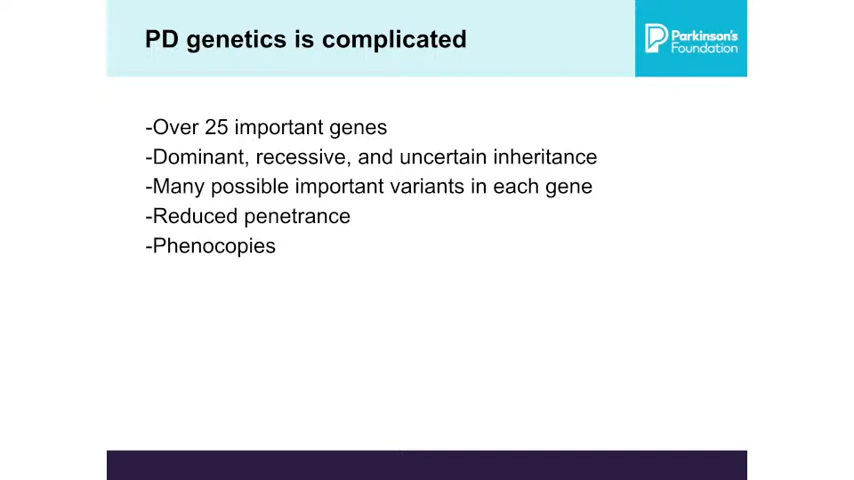 PD genetics is complicated
Parkinson's
Foundation
-Over 25 important genes
-Dominant, recessive, and uncertain inheritance
-Many possible important variants in each gene
-Reduced penetrance
-Phenocopies